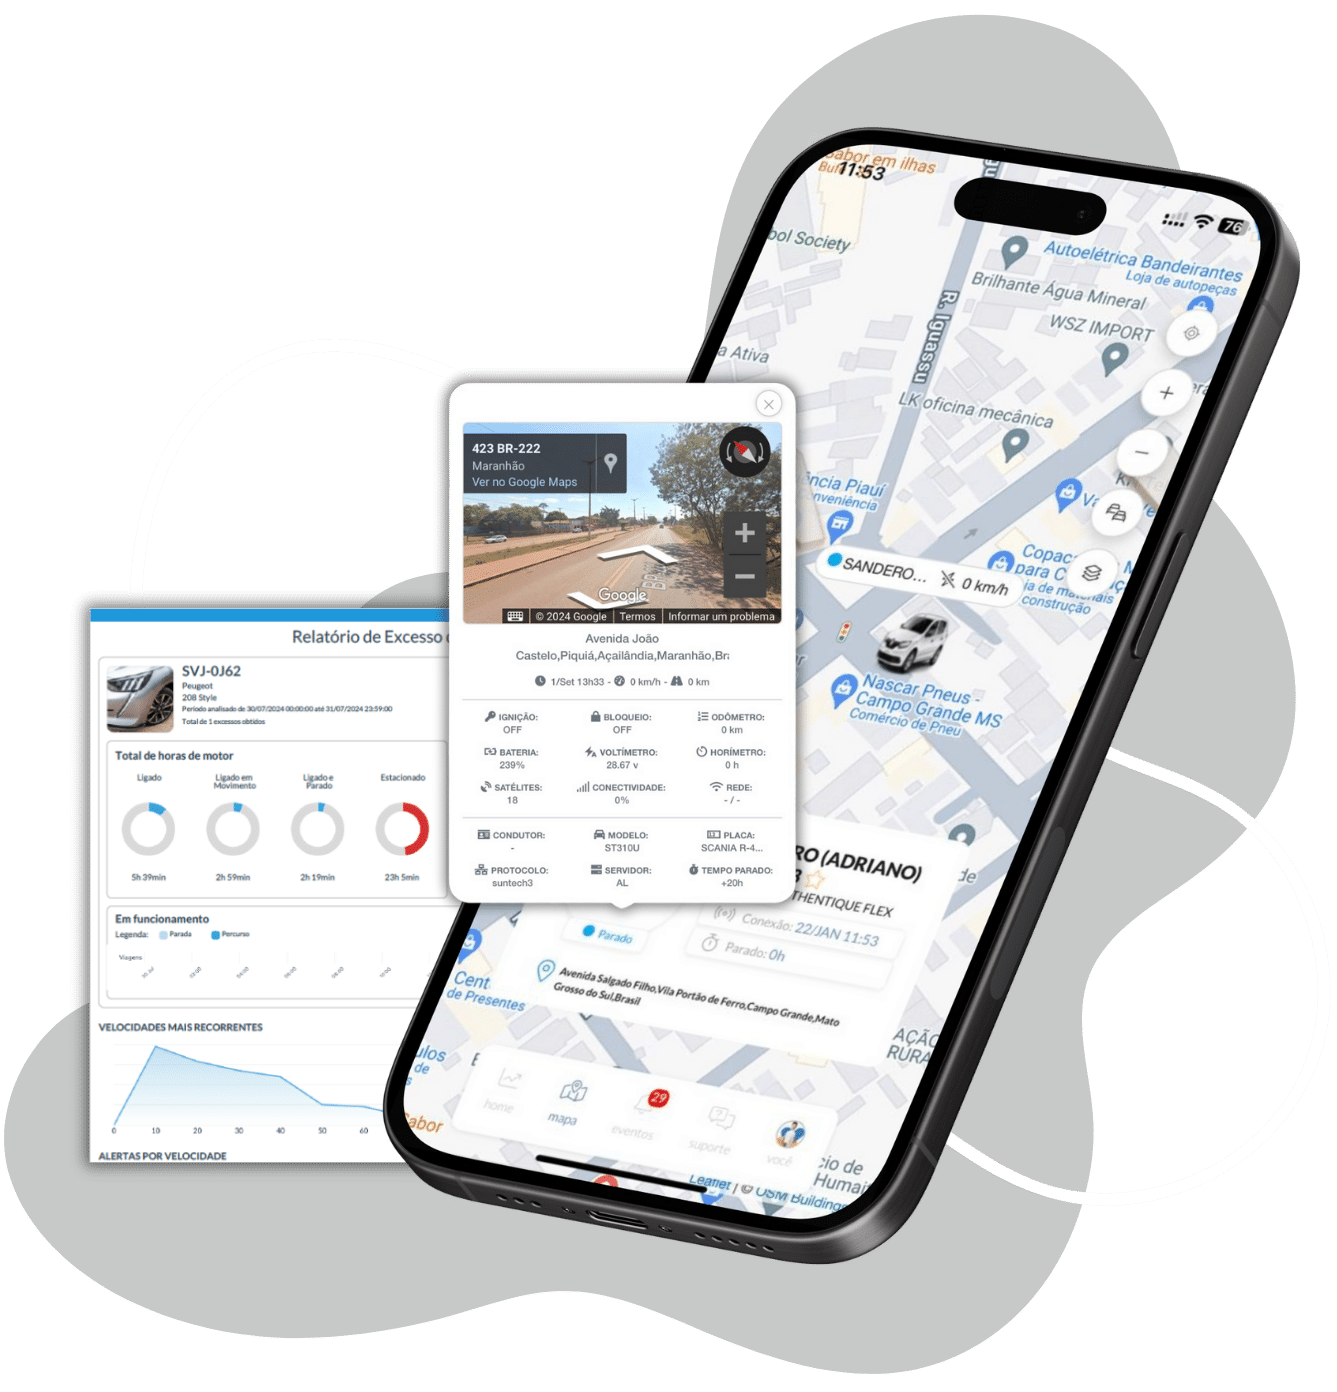 Sabor em ilhas
11:53
76
pol Society
Autoelétrica Bandeirantes
Loja de autopeças
Brilhante Água Mineral
WSZ IMPORT
R. Iguassu
a Ativa
LK oficina mecânica
ência Piauí
nveniência
Copac
para C
ia de materiais
construção
SANDERO... 0 km/h
Nascar Pneus -
Campo Grande MS
Comércio de Pneu
423 BR-222
Maranhão
Ver no Google Maps
Google
© 2024 Google Termos Informar um problema
Avenida João
Castelo,Piquiá,Açailândia,Maranhão,Bra
1/Set 13h33 - 0 km/h - 0 km
IGNIÇÃO: BLOQUEIO: ODÔMETRO:
OFF OFF 0 km
BATERIA: VOLTÍMETRO: HORÍMETRO:
239% 28.67 v 0 h
SATÉLITES: CONECTIVIDADE: REDE:
18 0% - / -
CONDUTOR: MODELO: PLACA:
- ST310U SCANIA R-4...
PROTOCOLO: SERVIDOR: TEMPO PARADO:
suntech3 AL +20h
Relatório de Excesso
SVJ-0J62
Peugeot
208 Style
Período analisado de 30/07/2024 00:00:00 até 31/07/2024 23:59:00
Total de 1 excessos obtidos
Total de horas de motor
Ligado Ligado em Movimento Ligado e Parado Estacionado
5h 39min 2h 59min 2h 19min 23h 5min
Em funcionamento
Legenda: Parada Percurso
Viagens
VELOCIDADES MAIS RECORRENTES
0 10 20 30 40 50 60
ALERTAS POR VELOCIDADE
RO (ADRIANO)
THENTIQUE FLEX
Conexão: 22/JAN 11:53
Parado: 0h
Parado
Avenida Salgado Filho,Vila Portão de Ferro,Campo Grande,Mato
Grosso do Sul,Brasil
Cent
de Presentes
AÇÃO
RURA
ulos
de
29
home mapa eventos suporte você
Sabor
cio de
Humai
Leaflet | © OSM Buildings